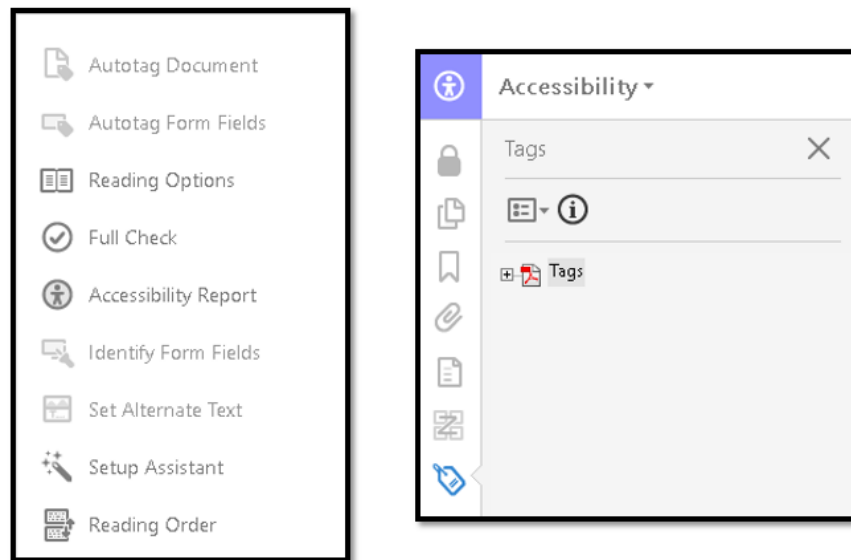 Autotag Document
Autotag Form Fields
Reading Options
Full Check
Accessibility Report
Identify Form Fields
Set Alternate Text
Setup Assistant
Reading Order
Accessibility
Tags
Tags